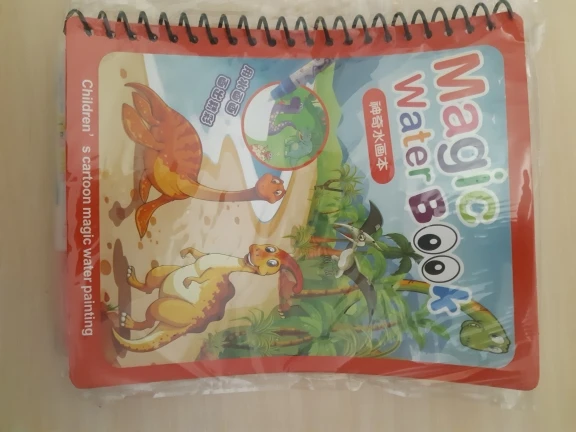 Magic
Water
Book
神奇水画本
Children's cartoon magic water painting